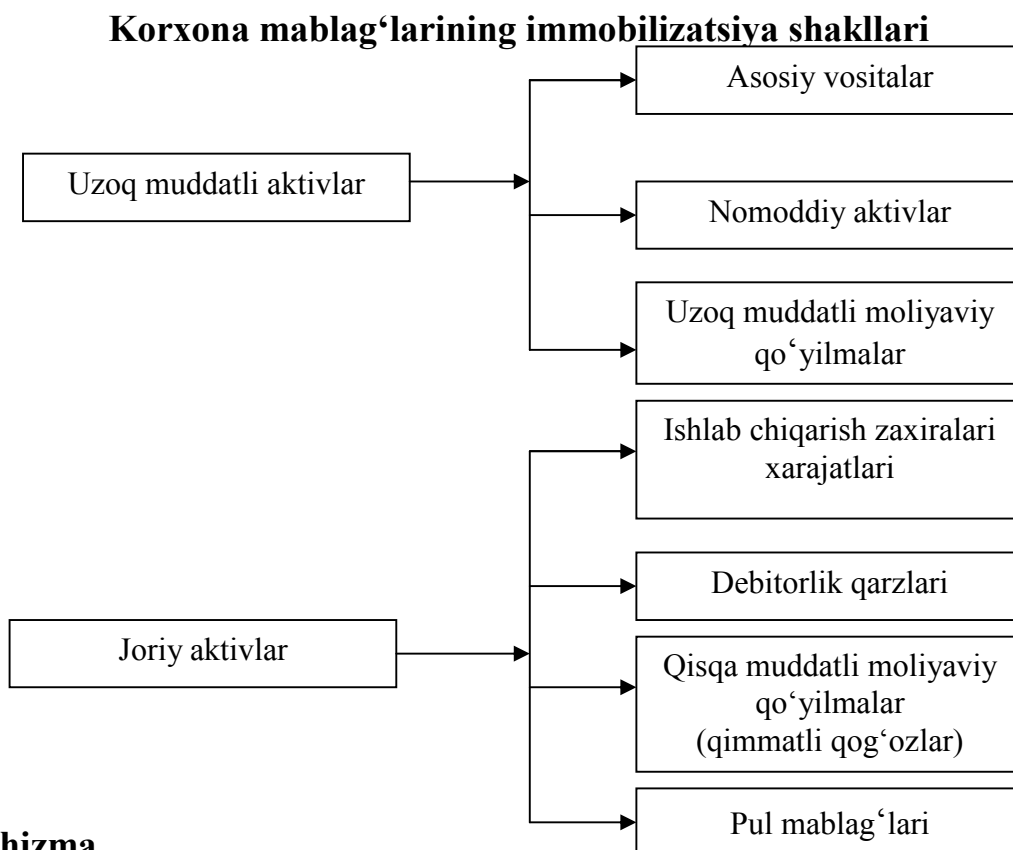 Korxona mablag‘larining immobilizatsiya shakllari
Asosiy vositalar
Uzoq muddatli aktivlar
Nomoddiy aktivlar
Uzoq muddatli moliyaviy
qo‘yilmalar
Ishlab chiqarish zaxiralari
xarajatlari
Debitorlik qarzlari
Joriy aktivlar
Qisqa muddatli moliyaviy
qo‘yilmalar
(qimmatli qog‘ozlar)
Pul mablag‘lari